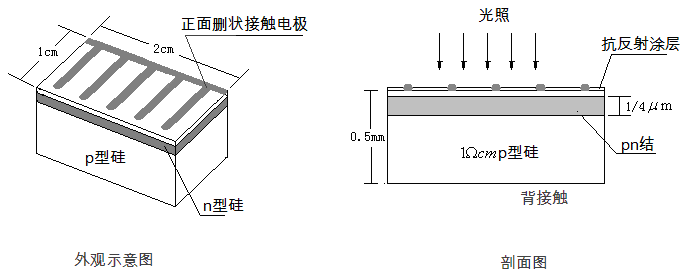 正面删状接触电极
1cm
2cm
p型硅
n型硅
外观示意图
光照
抗反射涂层
1/4μm
0.5mm
pn结
1Ωcmp型硅
背接触
剖面图